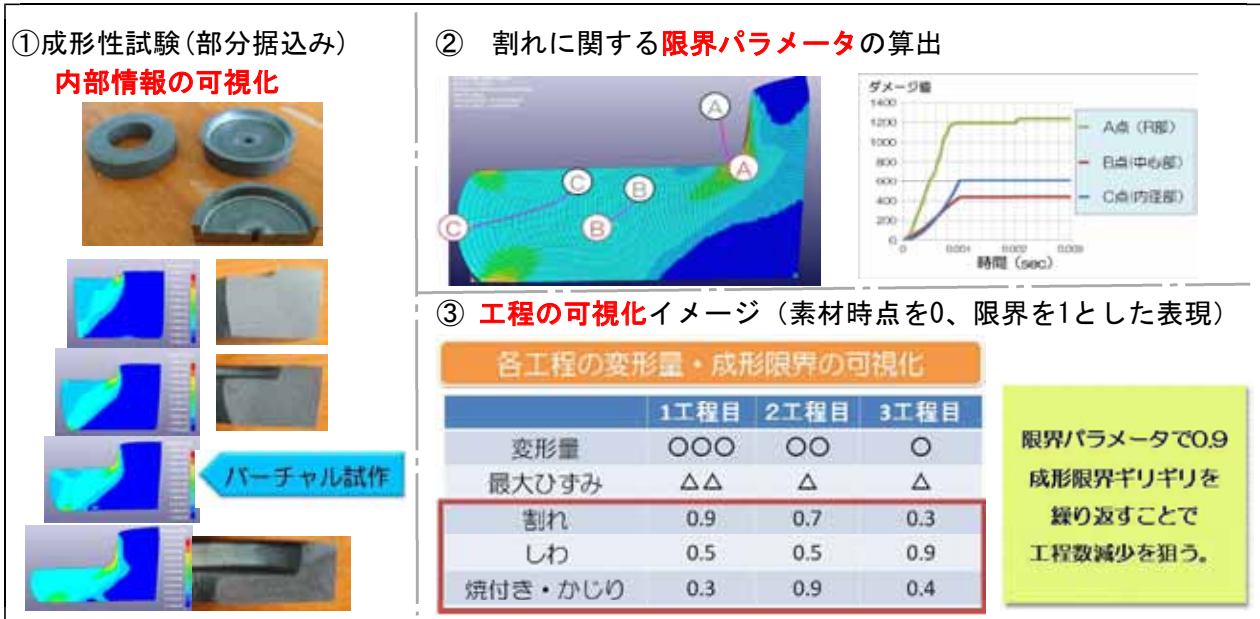 ①成形性試験(部分据込み)
内部情報の可視化
バーチャル試作
② 割れに関する限界パラメータの算出
A
A
C
B
C
B
ダメージ値
1400
1200
1000
800
600
400
200
0
0
0.001
0.002
0.003
時間 (sec)
A点 (R部)
B点(中心部)
C点(内径部)
③ 工程の可視化イメージ (素材時点を0、限界を1とした表現)
各工程の変形量・成形限界の可視化
1工程目 2工程目 3工程目
変形量 〇〇〇 〇〇 〇
最大ひずみ △△ △ △
割れ 0.9 0.7 0.3
しわ 0.5 0.5 0.9
焼付き・かじり 0.3 0.9 0.4
限界パラメータで0.9
成形限界ギリギリを
繰り返すことで
工程数減少を狙う。